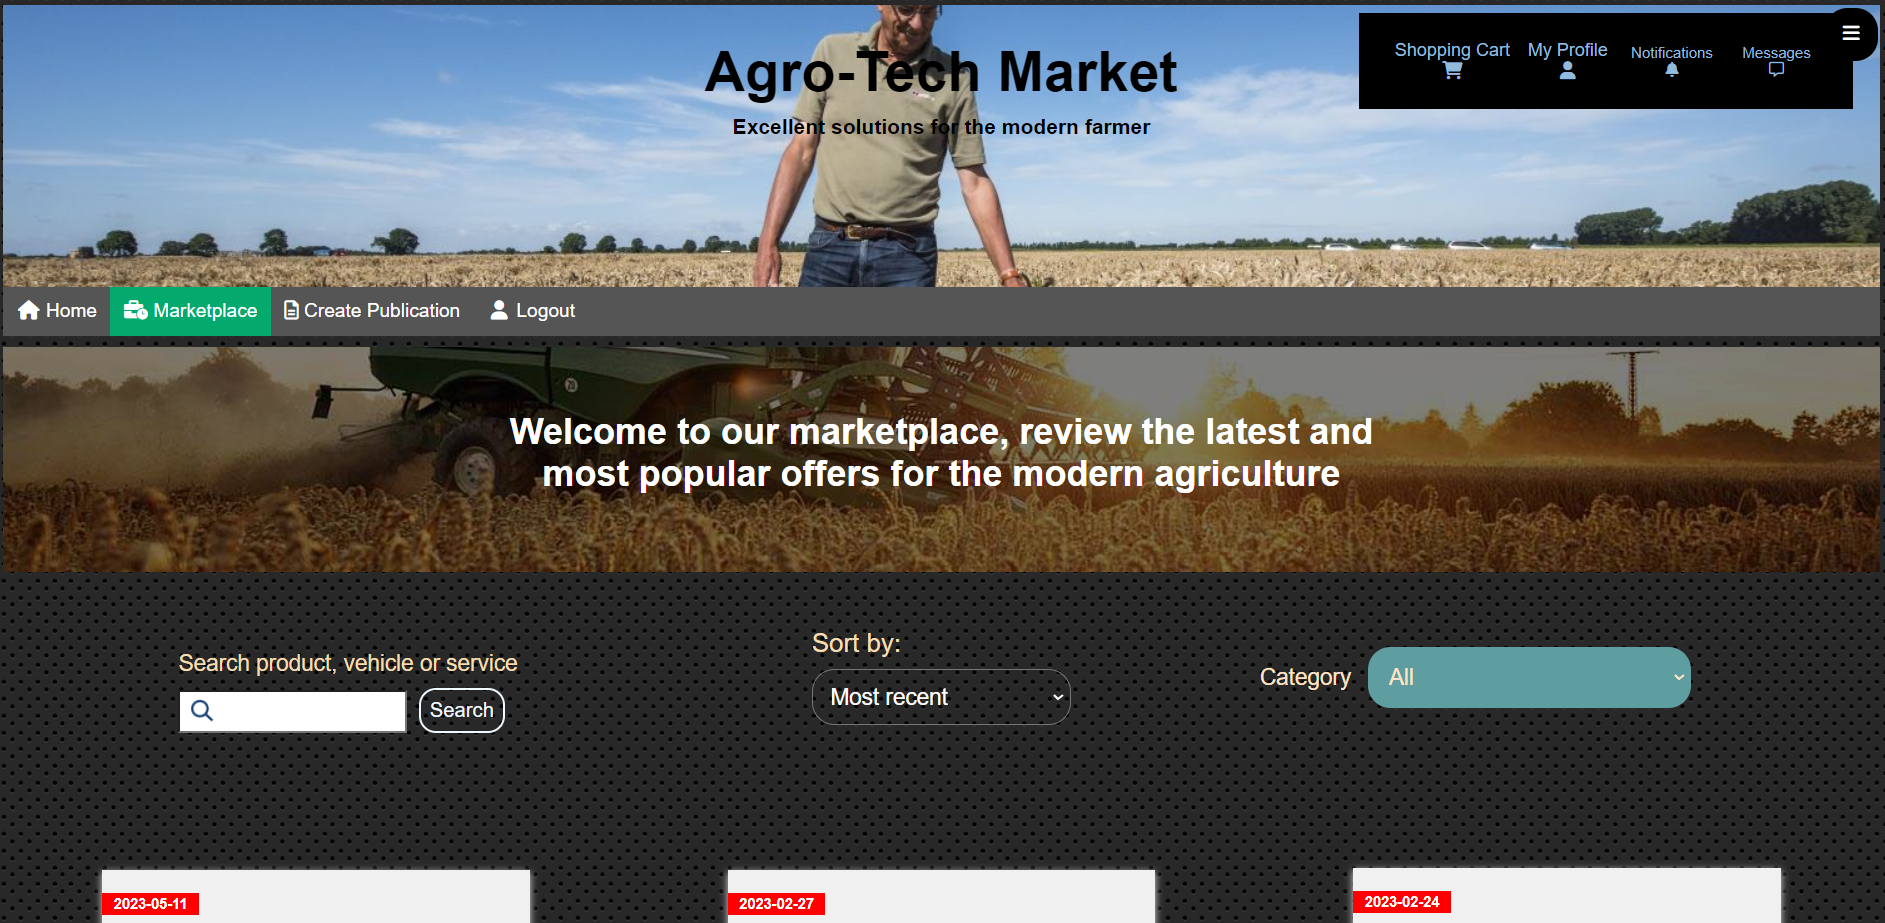 Agro-Tech Market
Excellent solutions for the modern farmer
Shopping Cart
My Profile
Notifications
Messages
Home
Marketplace
Create Publication
Logout
Welcome to our marketplace, review the latest and
most popular offers for the modern agriculture
Search product, vehicle or service
Search
Sort by:
Most recent
Category
All
2023-05-11
2023-02-27
2023-02-24